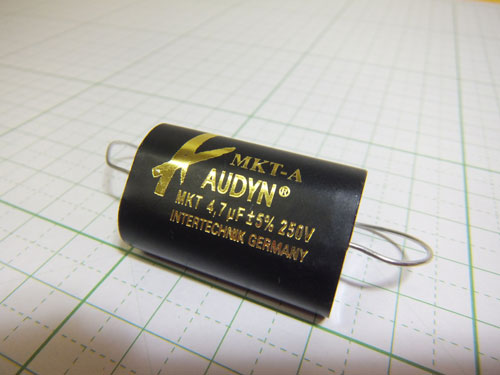 MKT-A
AUDYN®
MKT 4,7µF ±5% 250V
INTERTECHNIK GERMANY